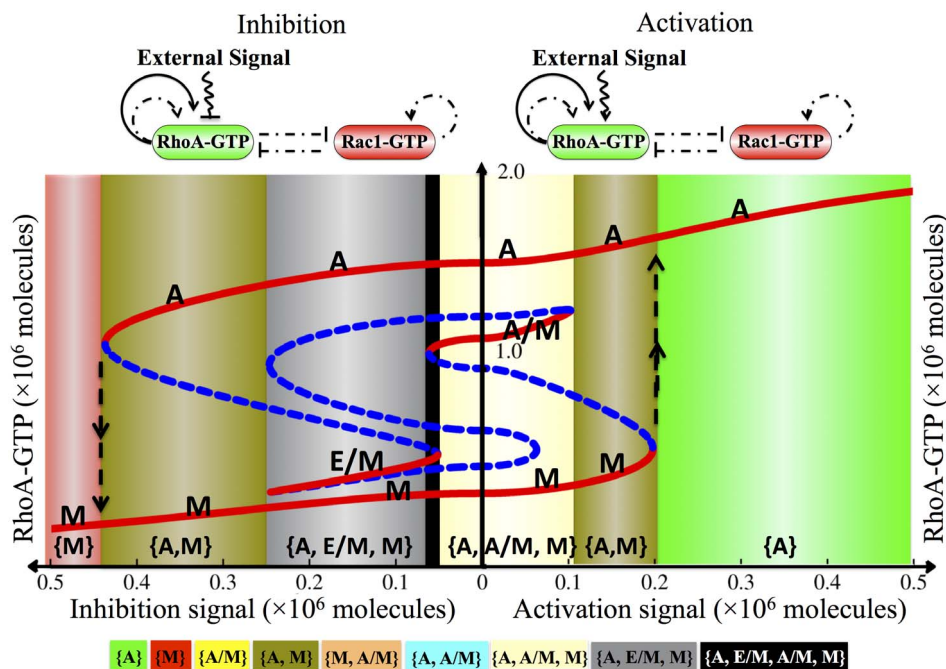 Inhibition
Activation
External Signal
External Signal
RhoA-GTP
Rac1-GTP
RhoA-GTP
Rac1-GTP
2.0
A
A
A
A
A
A
A/M
1.0
E/M
M
M
M
M
M
M
{M}
{A,M}
{A, E/M, M}
{A, A/M, M}
{A,M}
{A}
RhoA-GTP (×10⁶ molecules)
RhoA-GTP (×10⁶ molecules)
0.5
0.4
0.3
0.2
0.1
0
0.1
0.2
0.3
0.4
0.5
Inhibition signal (×10⁶ molecules)
Activation signal (×10⁶ molecules)
{A} {M} {A/M} {A, M} {M, A/M} {A, A/M} {A, A/M, M} {A, E/M, M} {A, E/M, A/M, M}